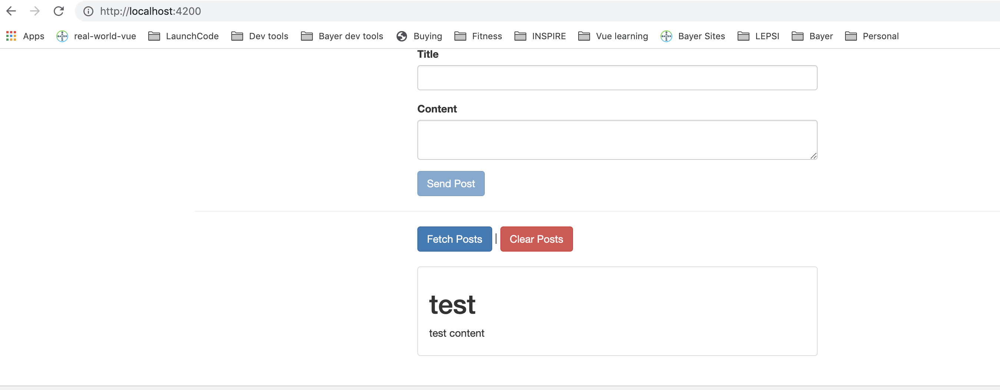 http://localhost:4200
Apps real-world-vue LaunchCode Dev tools Bayer dev tools Buying Fitness INSPIRE Vue learning Bayer Sites LEPSI Bayer Personal
Title
Content
Send Post
Fetch Posts | Clear Posts
test
test content